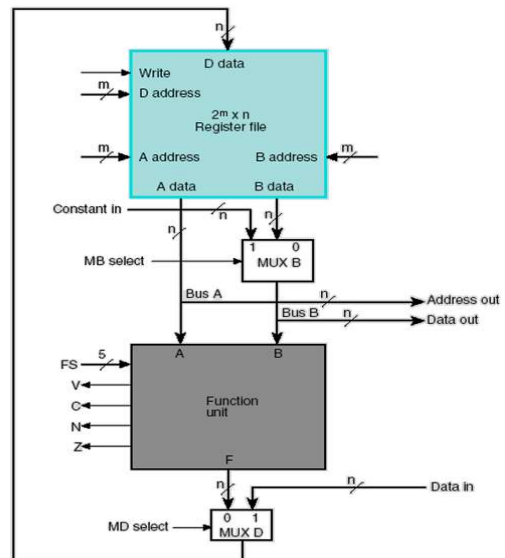 n
D data
Write
m
D address
2m x n
Register file
m
A address
B address
m
A data
B data
Constant in
n
n
n
1 0
MB select
MUX B
Bus A
n
Address out
Bus B
n
Data out
A
B
FS
5
V
C
Function
unit
N
Z
F
n
n
Data in
0 1
MD select
MUX D